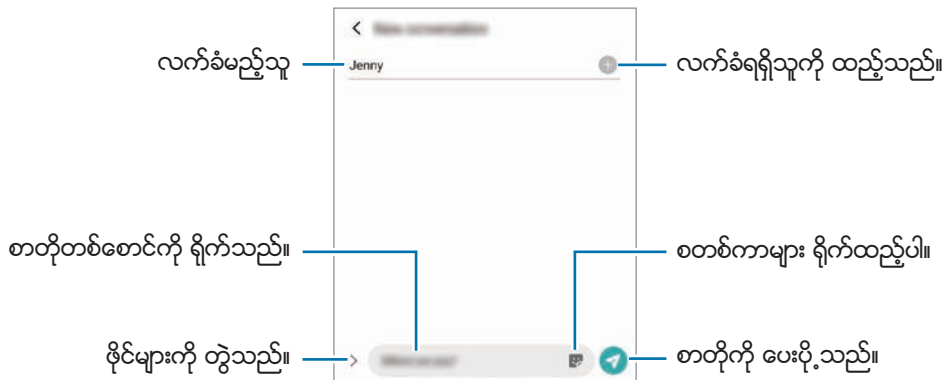 လက်ခံမည့်သူ
Jenny
လက်ခံရရှိသူကို ထည့်သည်။
စာတိုတစ်စောင်ကို ရိုက်သည်။
စတစ်ကာများ ရိုက်ထည့်ပါ။
ဖိုင်များကို တွဲသည်။
စာတိုကို ပေးပို့သည်။